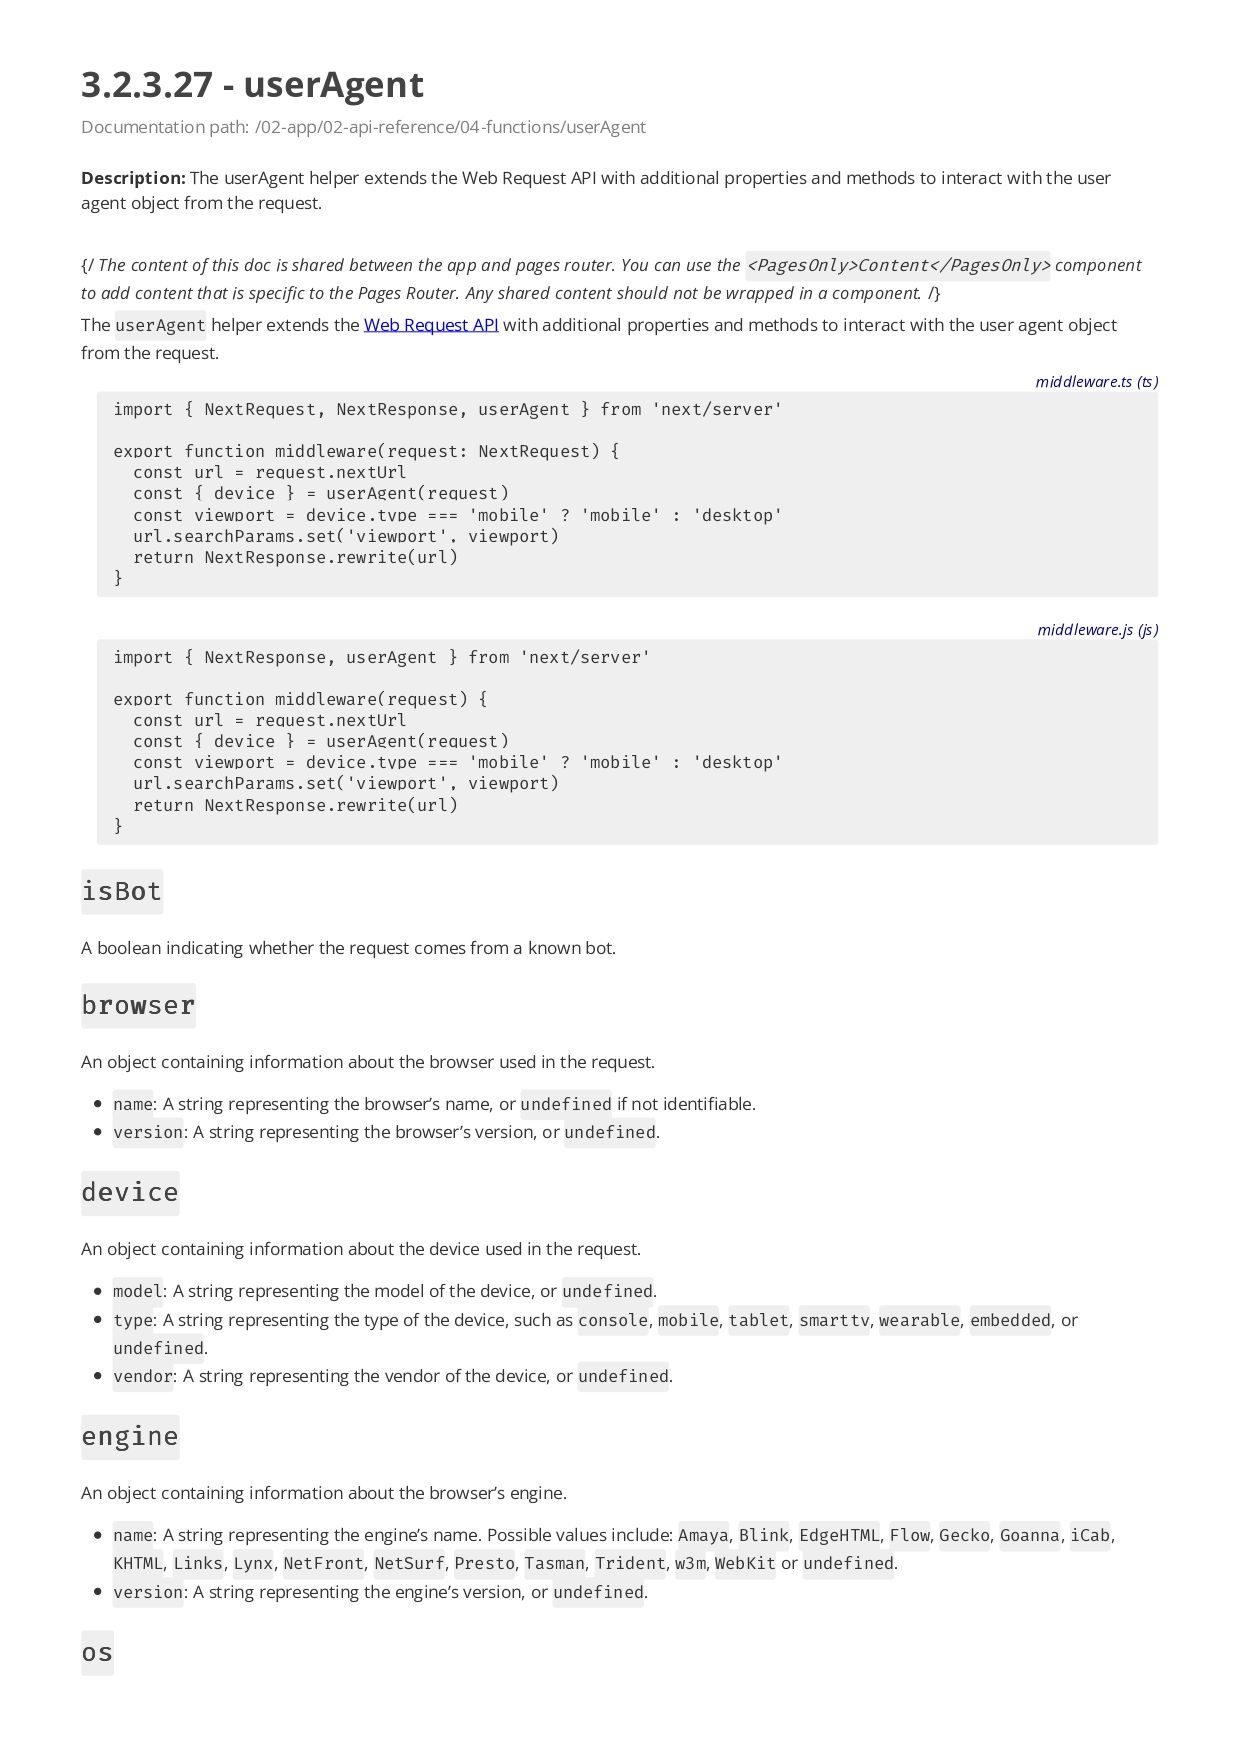 3.2.3.27 - userAgent
Documentation path: /02-app/02-api-reference/04-functions/userAgent
Description: The userAgent helper extends the Web Request API with additional properties and methods to interact with the user
agent object from the request.
{/ The content of this doc is shared between the app and pages router. You can use the <PagesOnly>Content</PagesOnly> component
to add content that is specific to the Pages Router. Any shared content should not be wrapped in a component. /}
The userAgent helper extends the Web Request API with additional properties and methods to interact with the user agent object
from the request.
middleware.ts (ts)
import { NextRequest, NextResponse, userAgent } from 'next/server'
export function middleware(request: NextRequest) {
  const url = request.nextUrl
  const { device } = userAgent(request)
  const viewport = device.type === 'mobile' ? 'mobile' : 'desktop'
  url.searchParams.set('viewport', viewport)
  return NextResponse.rewrite(url)
}
middleware.js (js)
import { NextResponse, userAgent } from 'next/server'
export function middleware(request) {
  const url = request.nextUrl
  const { device } = userAgent(request)
  const viewport = device.type === 'mobile' ? 'mobile' : 'desktop'
  url.searchParams.set('viewport', viewport)
  return NextResponse.rewrite(url)
}
isBot
A boolean indicating whether the request comes from a known bot.
browser
An object containing information about the browser used in the request.
• name: A string representing the browser’s name, or undefined if not identifiable.
• version: A string representing the browser’s version, or undefined.
device
An object containing information about the device used in the request.
• model: A string representing the model of the device, or undefined.
• type: A string representing the type of the device, such as console, mobile, tablet, smarttv, wearable, embedded, or
undefined.
• vendor: A string representing the vendor of the device, or undefined.
engine
An object containing information about the browser’s engine.
• name: A string representing the engine’s name. Possible values include: Amaya, Blink, EdgeHTML, Flow, Gecko, Goanna, iCab,
KHTML, Links, Lynx, NetFront, NetSurf, Presto, Tasman, Trident, w3m, WebKit or undefined.
• version: A string representing the engine’s version, or undefined.
os